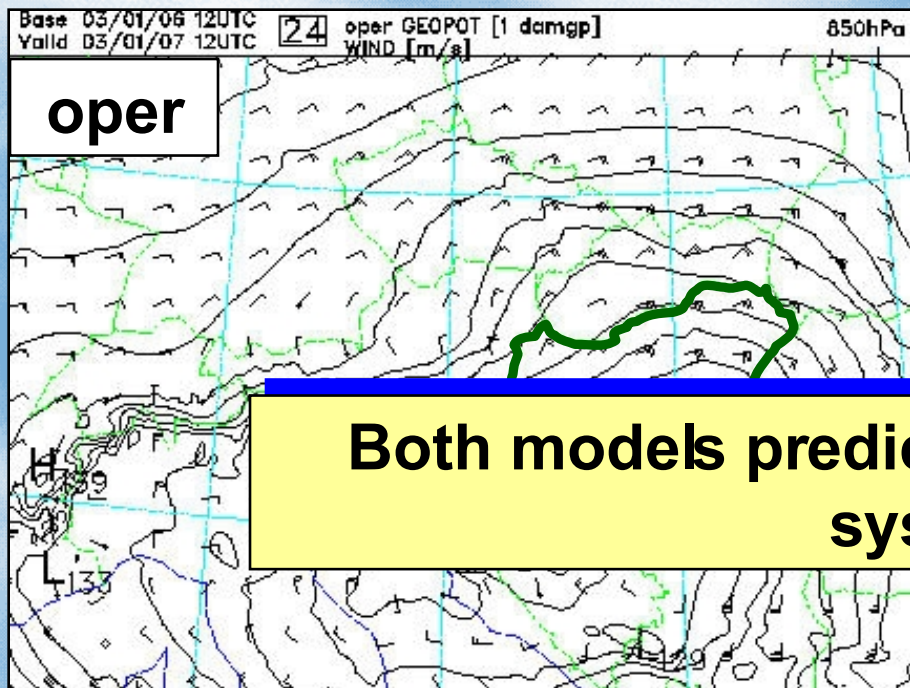 Base 03/01/06 12UTC
Valid 03/01/07 12UTC
24
oper GEOPOT [1 damgp]
WIND [m/s]
850hPa
oper
H
L
133
Both models predic
sys